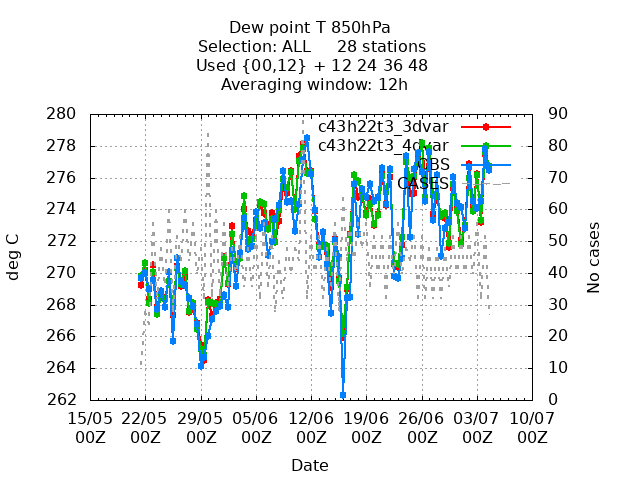 Dew point T 850hPa
Selection: ALL 28 stations
Used {00,12} + 12 24 36 48
Averaging window: 12h
280 90
278 80
276 70
274 60
272 50
270 40
268 30
266 20
264 10
262 0
c43h22t3_3dvar
c43h22t3_4dvar
OBS
CASES
deg C
No cases
15/05 22/05 29/05 05/06 12/06 19/06 26/06 03/07 10/07
00Z 00Z 00Z 00Z 00Z 00Z 00Z 00Z 00Z
Date